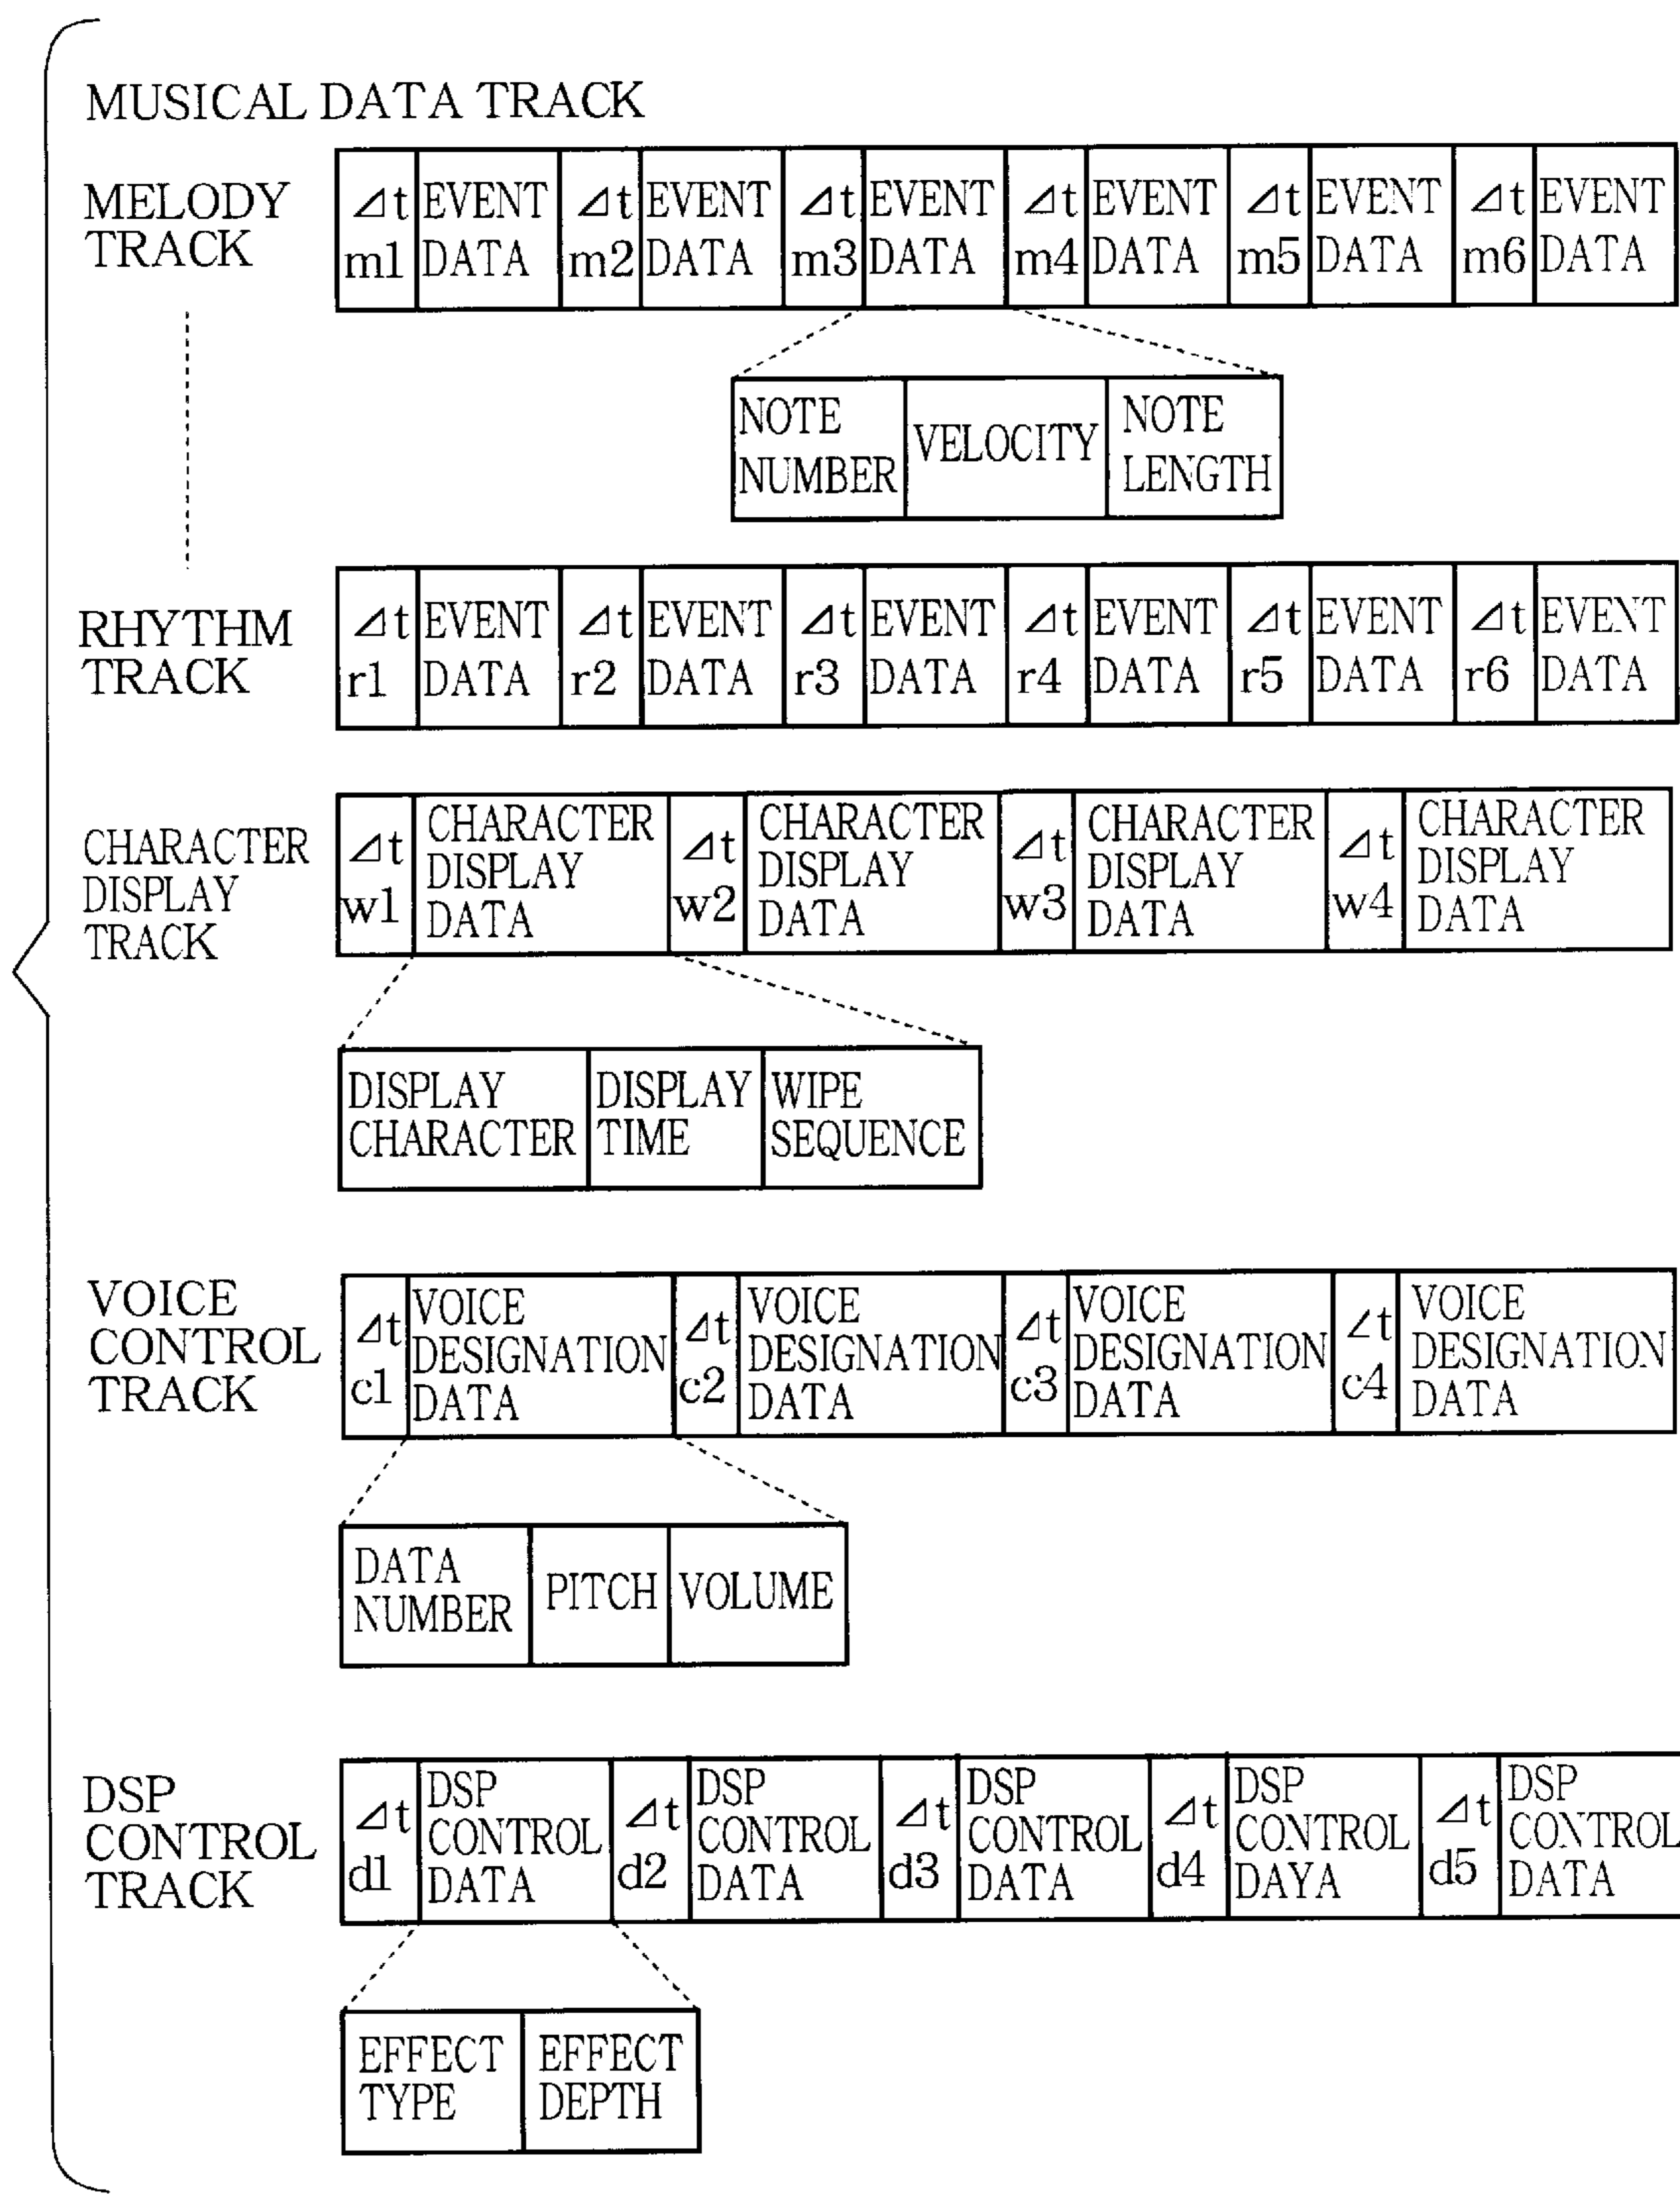 MUSICAL DATA TRACK
MELODY
TRACK
⊿t EVENT ⊿t EVENT ⊿t EVENT ⊿t EVENT ⊿t EVENT ⊿t EVENT
m1 DATA m2 DATA m3 DATA m4 DATA m5 DATA m6 DATA
NOTE NUMBER
VELOCITY
NOTE LENGTH
RHYTHM
TRACK
⊿t EVENT ⊿t EVENT ⊿t EVENT ⊿t EVENT ⊿t EVENT ⊿t EVENT
r1 DATA r2 DATA r3 DATA r4 DATA r5 DATA r6 DATA
CHARACTER
DISPLAY
TRACK
CHARACTER CHARACTER CHARACTER CHARACTER
⊿t DISPLAY ⊿t DISPLAY ⊿t DISPLAY ⊿t DISPLAY
w1 DATA w2 DATA w3 DATA w4 DATA
DISPLAY DISPLAY WIPE
CHARACTER TIME SEQUENCE
VOICE
CONTROL
TRACK
VOICE VOICE VOICE VOICE
⊿t DESIGNATION ⊿t DESIGNATION ⊿t DESIGNATION ∠t DESIGNATION
c1 DATA c2 DATA c3 DATA c4 DATA
DATA
NUMBER PITCH VOLUME
DSP
CONTROL
TRACK
DSP DSP DSP DSP DSP
⊿t CONTROL ⊿t CONTROL ⊿t CONTROL ⊿t CONTROL ⊿t CONTROL
d1 DATA d2 DATA d3 DATA d4 DAYA d5 DATA
EFFECT EFFECT
TYPE DEPTH